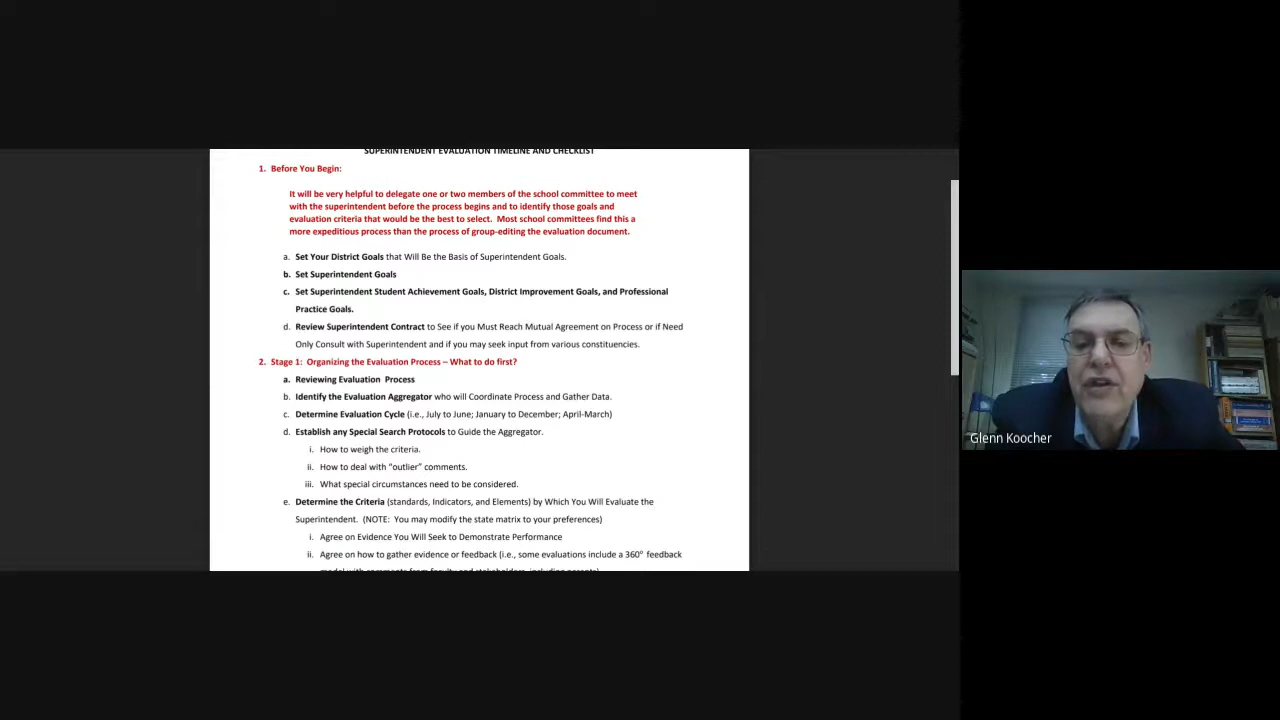 SUPERINTENDENT EVALUATION TIMELINE AND CHECKLIST
1. Before You Begin:
It will be very helpful to delegate one or two members of the school committee to meet
with the superintendent before the process begins and to identify those goals and
evaluation criteria that would be the best to select. Most school committees find this a
more expeditious process than the process of group-editing the evaluation document.
a. Set Your District Goals that Will Be the Basis of Superintendent Goals.
b. Set Superintendent Goals
c. Set Superintendent Student Achievement Goals, District Improvement Goals, and Professional
Practice Goals.
d. Review Superintendent Contract to See if you Must Reach Mutual Agreement on Process or if Need
Only Consult with Superintendent and if you may seek input from various constituencies.
2. Stage 1: Organizing the Evaluation Process – What to do first?
a. Reviewing Evaluation Process
b. Identify the Evaluation Aggregator who will Coordinate Process and Gather Data.
c. Determine Evaluation Cycle (i.e., July to June; January to December; April-March)
d. Establish any Special Search Protocols to Guide the Aggregator.
i. How to weigh the criteria.
ii. How to deal with “outlier” comments.
iii. What special circumstances need to be considered.
e. Determine the Criteria (standards, Indicators, and Elements) by Which You Will Evaluate the
Superintendent. (NOTE: You may modify the state matrix to your preferences)
i. Agree on Evidence You Will Seek to Demonstrate Performance
ii. Agree on how to gather evidence or feedback (i.e., some evaluations include a 360° feedback
model with comments from faculty and stakeholders, including parents)
Glenn Koocher